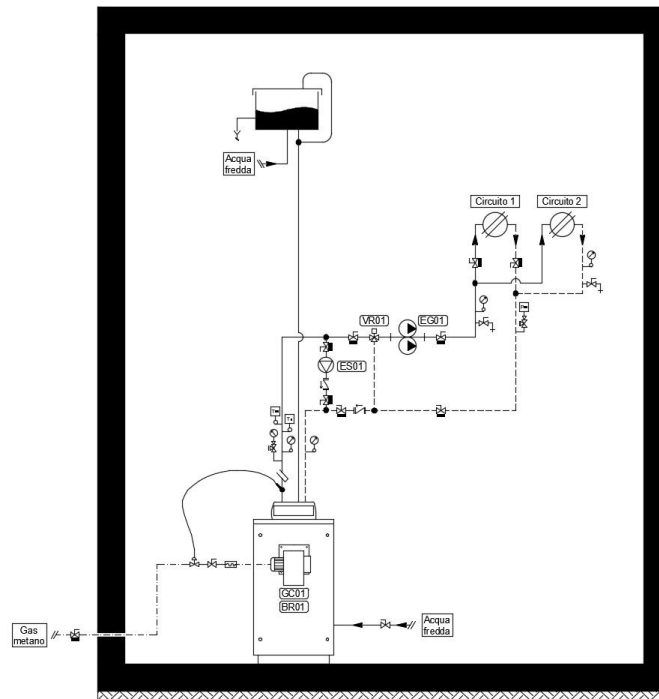 Acqua
fredda
Circuito 1
Circuito 2
VR01
EG01
ES01
GC01
BR01
Gas
metano
Acqua
fredda